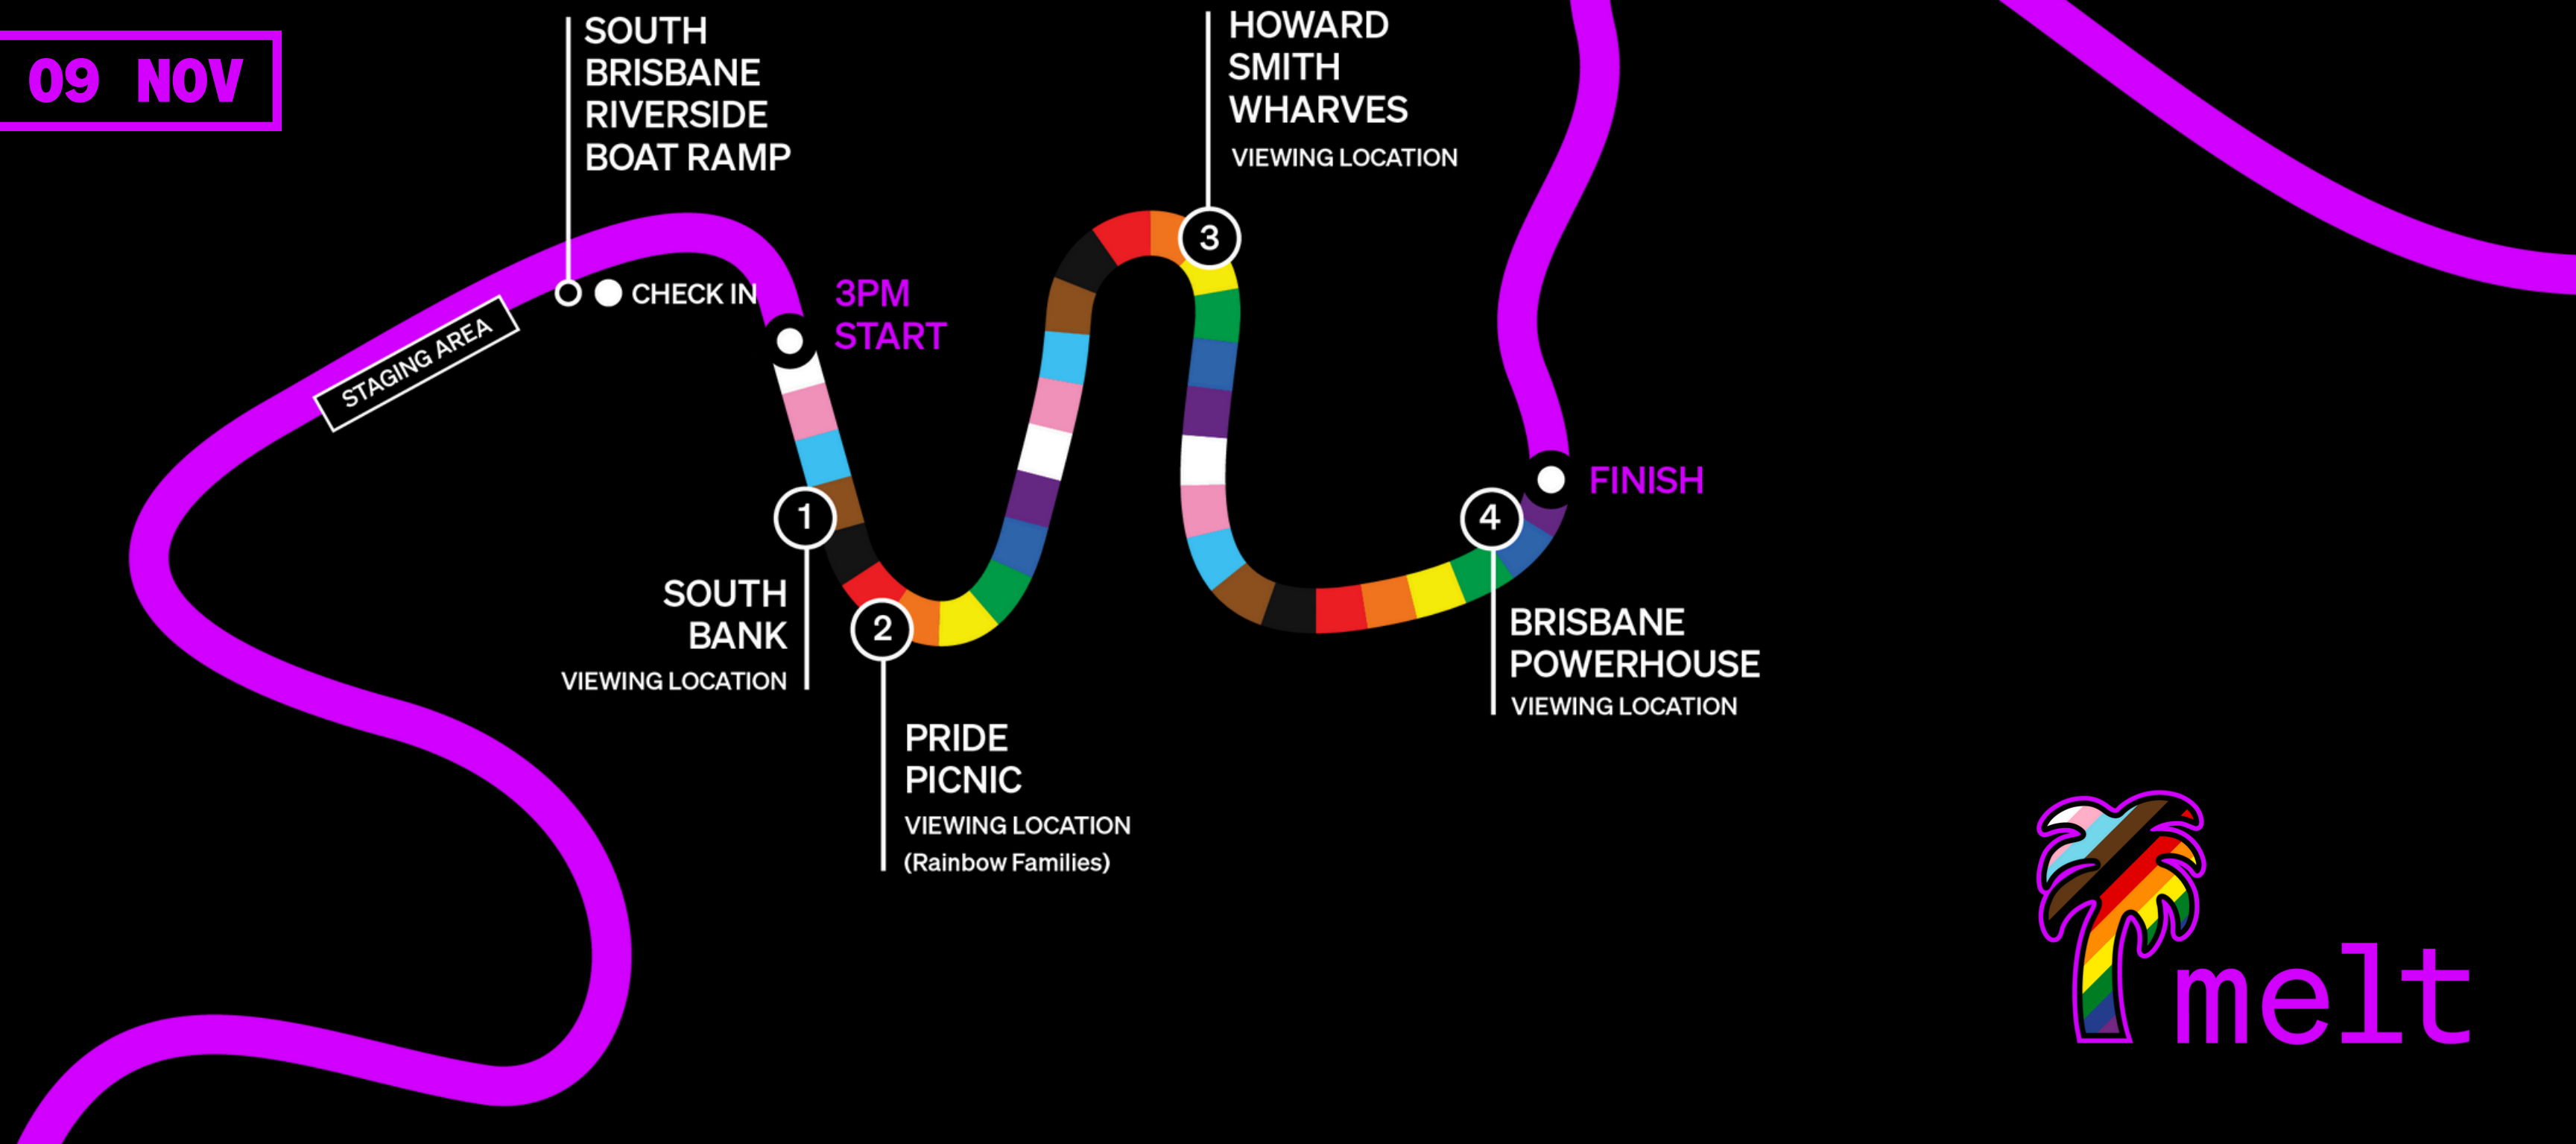 09 NOV
SOUTH
BRISBANE
RIVERSIDE
BOAT RAMP
HOWARD
SMITH
WHARVES
VIEWING LOCATION
3
CHECK IN
STAGING AREA
3PM
START
1
SOUTH
BANK
VIEWING LOCATION
2
PRIDE
PICNIC
VIEWING LOCATION
(Rainbow Families)
FINISH
4
BRISBANE
POWERHOUSE
VIEWING LOCATION
melt